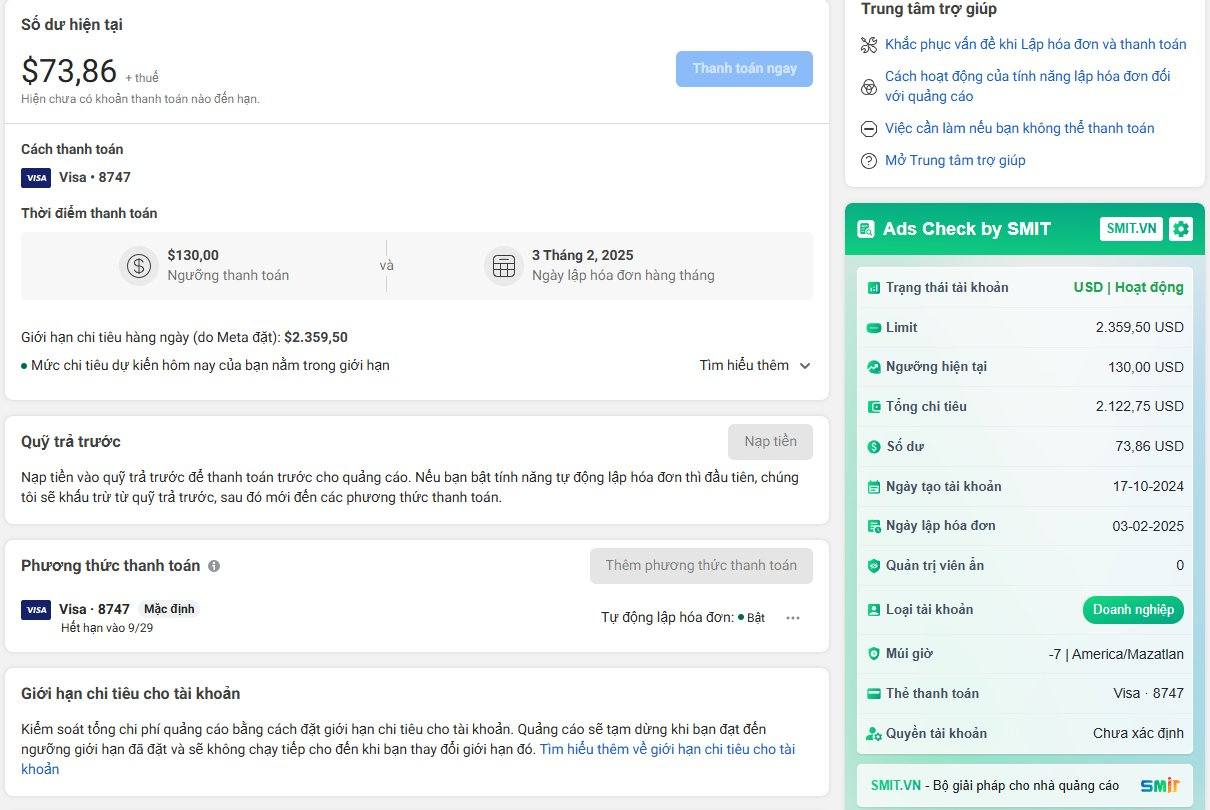 Số dư hiện tại
$73,86 + thuế
Thanh toán ngay
Hiện chưa có khoản thanh toán nào đến hạn.
Cách thanh toán
VISA Visa • 8747
Thời điểm thanh toán
$130,00
Ngưỡng thanh toán
và
3 Tháng 2, 2025
Ngày lập hóa đơn hàng tháng
Giới hạn chi tiêu hàng ngày (do Meta đặt): $2.359,50
Mức chi tiêu dự kiến hôm nay của bạn nằm trong giới hạn
Tìm hiểu thêm
Quỹ trả trước
Nạp tiền
Nạp tiền vào quỹ trả trước để thanh toán trước cho quảng cáo. Nếu bạn bật tính năng tự động lập hóa đơn thì đầu tiên, chúng
tôi sẽ khấu trừ từ quỹ trả trước, sau đó mới đến các phương thức thanh toán.
Phương thức thanh toán
Thêm phương thức thanh toán
VISA Visa · 8747 Mặc định
Hết hạn vào 9/29
Tự động lập hóa đơn: Bật
Giới hạn chi tiêu cho tài khoản
Kiểm soát tổng chi phí quảng cáo bằng cách đặt giới hạn chi tiêu cho tài khoản. Quảng cáo sẽ tạm dừng khi bạn đạt đến
ngưỡng giới hạn đã đặt và sẽ không chạy tiếp cho đến khi bạn thay đổi giới hạn đó. Tìm hiểu thêm về giới hạn chi tiêu cho tài
khoản
Trung tâm trợ giúp
Khắc phục vấn đề khi Lập hóa đơn và thanh toán
Cách hoạt động của tính năng lập hóa đơn đối
với quảng cáo
Việc cần làm nếu bạn không thể thanh toán
Mở Trung tâm trợ giúp
Ads Check by SMIT SMIT.VN
Trạng thái tài khoản USD | Hoạt động
Limit 2.359,50 USD
Ngưỡng hiện tại 130,00 USD
Tổng chi tiêu 2.122,75 USD
Số dư 73,86 USD
Ngày tạo tài khoản 17-10-2024
Ngày lập hóa đơn 03-02-2025
Quản trị viên ẩn 0
Loại tài khoản Doanh nghiệp
Múi giờ -7 | America/Mazatlan
Thẻ thanh toán Visa · 8747
Quyền tài khoản Chưa xác định
SMIT.VN - Bộ giải pháp cho nhà quảng cáo SMIT